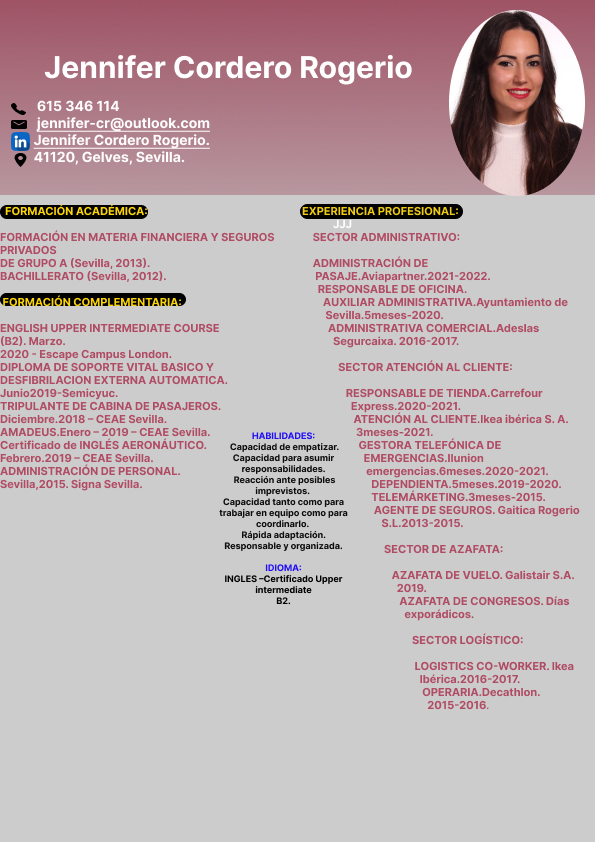 Jennifer Cordero Rogerio
615 346 114
jennifer-cr@outlook.com
in Jennifer Cordero Rogerio.
41120, Gelves, Sevilla.
FORMACIÓN ACADÉMICA:
FORMACIÓN EN MATERIA FINANCIERA Y SEGUROS
PRIVADOS
DE GRUPO A (Sevilla, 2013).
BACHILLERATO (Sevilla, 2012).
FORMACIÓN COMPLEMENTARIA:
ENGLISH UPPER INTERMEDIATE COURSE
(B2). Marzo.
2020 - Escape Campus London.
DIPLOMA DE SOPORTE VITAL BASICO Y
DESFIBRILACION EXTERNA AUTOMATICA.
Junio2019-Semicyuc.
TRIPULANTE DE CABINA DE PASAJEROS.
Diciembre.2018 – CEAE Sevilla.
AMADEUS.Enero – 2019 – CEAE Sevilla.
Certificado de INGLÉS AERONÁUTICO.
Febrero.2019 – CEAE Sevilla.
ADMINISTRACIÓN DE PERSONAL.
Sevilla,2015. Signa Sevilla.
HABILIDADES:
Capacidad de empatizar.
Capacidad para asumir
responsabilidades.
Reacción ante posibles
imprevistos.
Capacidad tanto como para
trabajar en equipo como para
coordinarlo.
Rápida adaptación.
Responsable y organizada.
IDIOMA:
INGLES –Certificado Upper
intermediate
B2.
EXPERIENCIA PROFESIONAL:
JJJ
SECTOR ADMINISTRATIVO:
ADMINISTRACIÓN DE
PASAJE.Aviapartner.2021-2022.
RESPONSABLE DE OFICINA.
AUXILIAR ADMINISTRATIVA.Ayuntamiento de
Sevilla.5meses-2020.
ADMINISTRATIVA COMERCIAL.Adeslas
Segurcaixa. 2016-2017.
SECTOR ATENCIÓN AL CLIENTE:
RESPONSABLE DE TIENDA.Carrefour
Express.2020-2021.
ATENCIÓN AL CLIENTE.Ikea ibérica S. A.
3meses-2021.
GESTORA TELEFÓNICA DE
EMERGENCIAS.Ilunion
emergencias.6meses.2020-2021.
DEPENDIENTA.5meses.2019-2020.
TELEMÁRKETING.3meses-2015.
AGENTE DE SEGUROS. Gaitica Rogerio
S.L.2013-2015.
SECTOR DE AZAFATA:
AZAFATA DE VUELO. Galistair S.A.
2019.
AZAFATA DE CONGRESOS. Días
exporádicos.
SECTOR LOGÍSTICO:
LOGISTICS CO-WORKER. Ikea
Ibérica.2016-2017.
OPERARIA.Decathlon.
2015-2016.